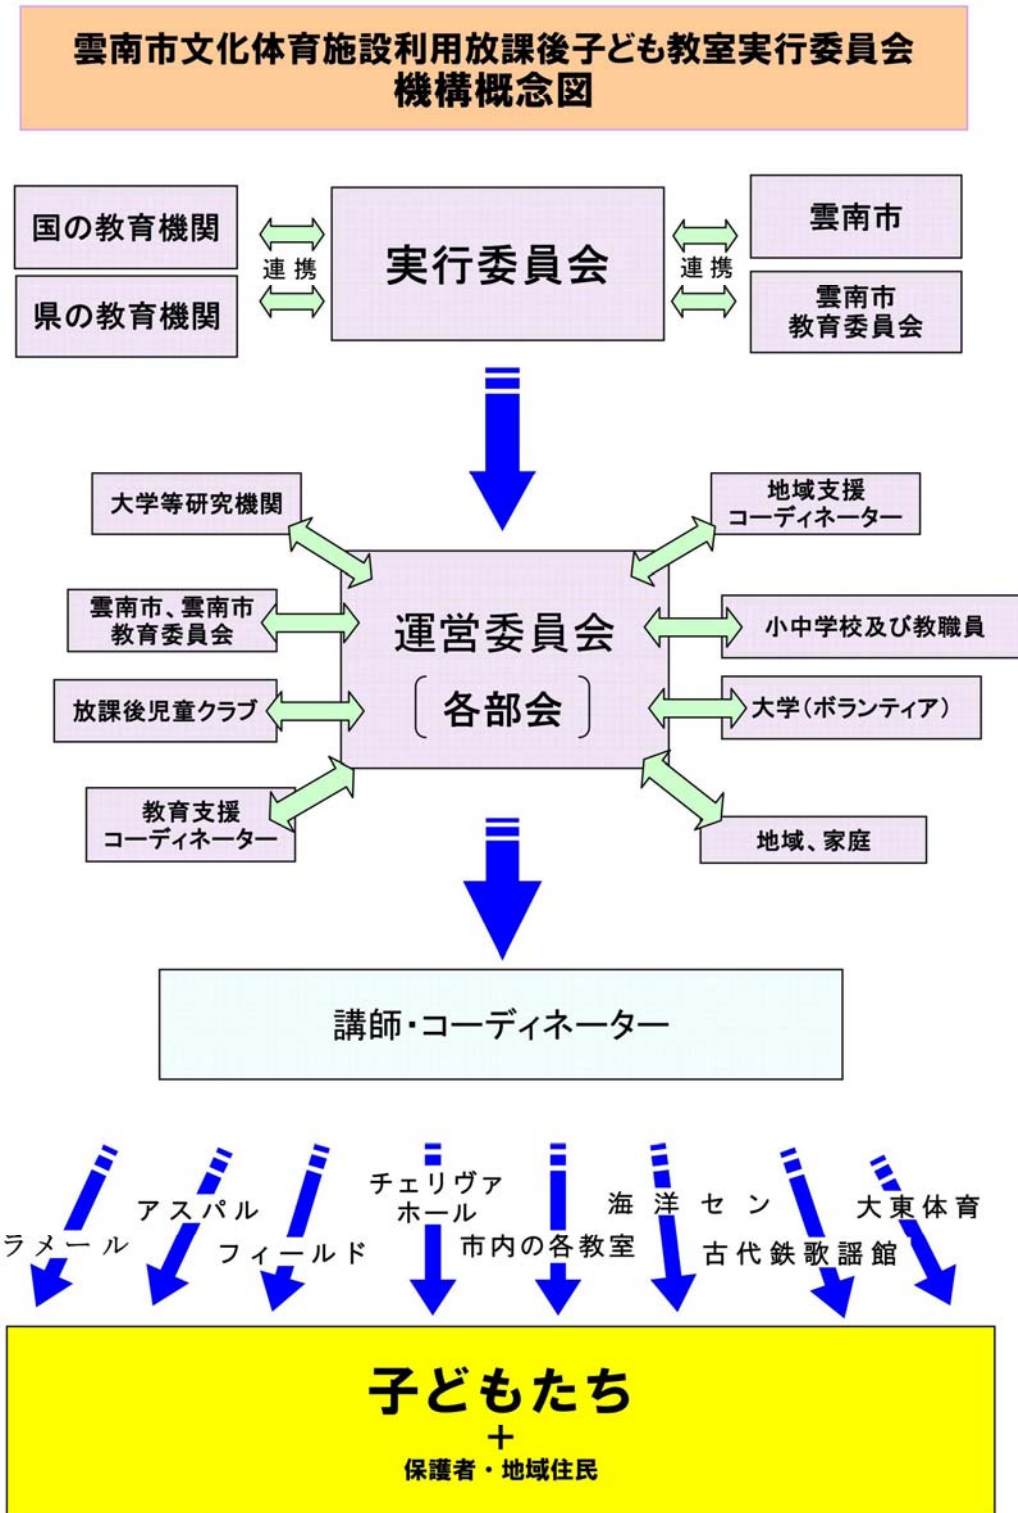 雲南市文化体育施設利用放課後子ども教室実行委員会
機構概念図
国の教育機関
県の教育機関
連携
実行委員会
連携
雲南市
雲南市
教育委員会
大学等研究機関
地域支援
コーディネーター
雲南市、雲南市
教育委員会
運営委員会
小中学校及び教職員
放課後児童クラブ
〔各部会〕
大学(ボランティア)
教育支援
コーディネーター
地域、家庭
講師・コーディネーター
ラメール
アスパル
フィールド
チェリヴァ
ホール
市内の各教室
海洋セン
古代鉄歌謡館
大東体育
子どもたち
+
保護者・地域住民